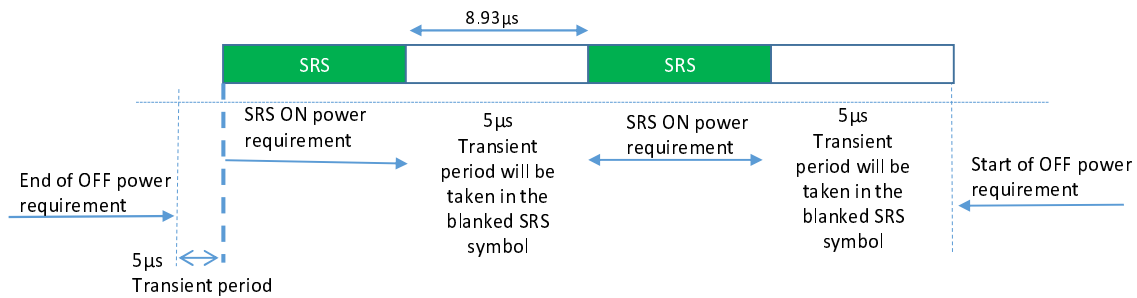 8.93µs
SRS
SRS
SRS ON power
requirement
5µs
Transient
period will be
taken in the
blanked SRS
symbol
SRS ON power
requirement
5µs
Transient
period will be
taken in the
blanked SRS
symbol
End of OFF power
requirement
Start of OFF power
requirement
5µs
Transient period